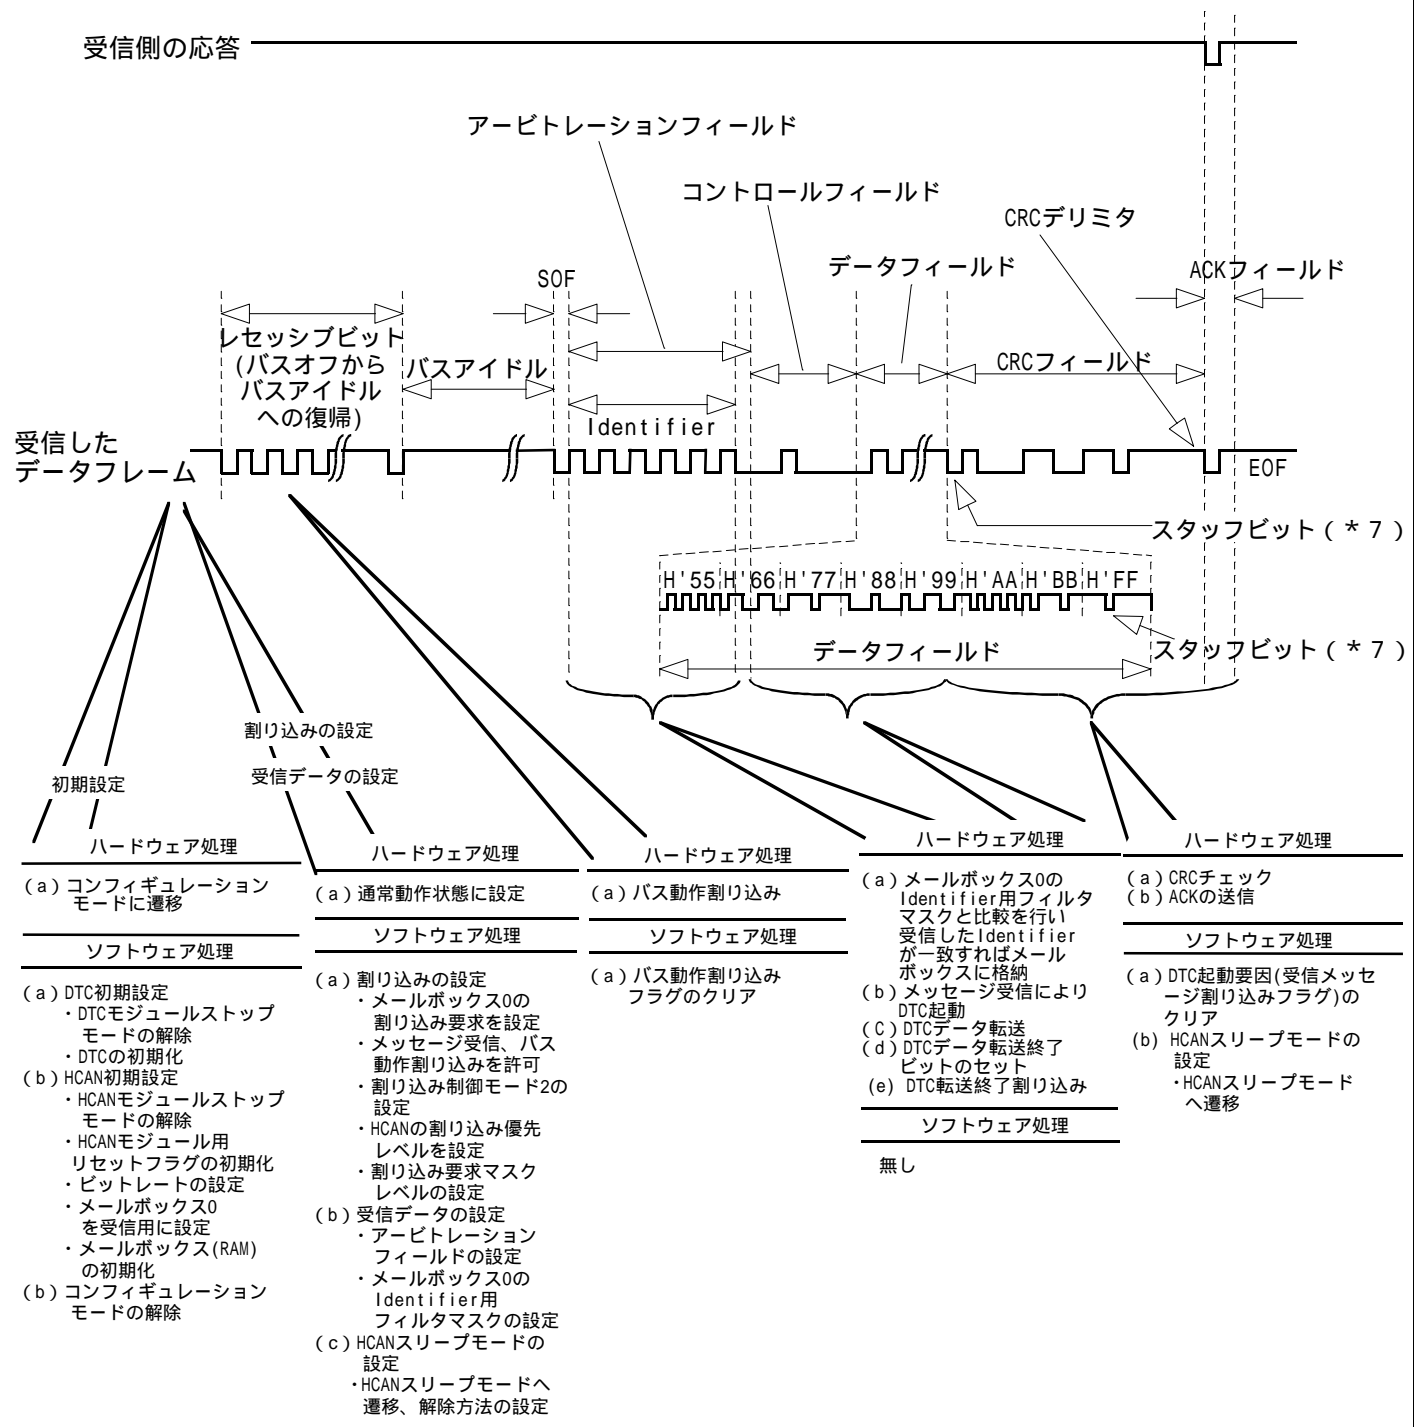 受信側の応答
アービトレーションフィールド
コントロールフィールド
CRCデリミタ
データフィールド
ACKフィールド
SOF
レセッシブビット
(バスオフから
バスアイドル
への復帰)
バスアイドル
CRCフィールド
Identifier
受信した
データフレーム
EOF
スタッフビット(*7)
H'55 H'66 H'77 H'88 H'99 H'AA H'BB H'FF
データフィールド
スタッフビット(*7)
割り込みの設定
受信データの設定
初期設定
ハードウェア処理
(a)コンフィギュレーション
モードに遷移
ソフトウェア処理
(a)DTC初期設定
・DTCモジュールストップ
モードの解除
・DTCの初期化
(b)HCAN初期設定
・HCANモジュールストップ
モードの解除
・HCANモジュール用
リセットフラグの初期化
・ビットレートの設定
・メールボックス0
を受信用に設定
・メールボックス(RAM)
の初期化
(b)コンフィギュレーション
モードの解除
ハードウェア処理
(a)通常動作状態に設定
ソフトウェア処理
(a)割り込みの設定
・メールボックス0の
割り込み要求を設定
・メッセージ受信、バス
動作割り込みを許可
・割り込み制御モード2の
設定
・HCANの割り込み優先
レベルを設定
・割り込み要求マスク
レベルの設定
(b)受信データの設定
・アービトレーション
フィールドの設定
・メールボックス0の
Identifier用
フィルタマスクの設定
(c)HCANスリープモードの
設定
・HCANスリープモードへ
遷移、解除方法の設定
ハードウェア処理
(a)バス動作割り込み
ソフトウェア処理
(a)バス動作割り込み
フラグのクリア
ハードウェア処理
(a)メールボックス0の
Identifier用フィルタ
マスクと比較を行い
受信したIdentifier
が一致すればメール
ボックスに格納
(b)メッセージ受信により
DTC起動
(C)DTCデータ転送
(d)DTCデータ転送終了
ビットのセット
(e) DTC転送終了割り込み
ソフトウェア処理
無し
ハードウェア処理
(a)CRCチェック
(b)ACKの送信
ソフトウェア処理
(a)DTC起動要因(受信メッセ
ージ割り込みフラグ)の
クリア
(b) HCANスリープモードの
設定
・HCANスリープモード
へ遷移